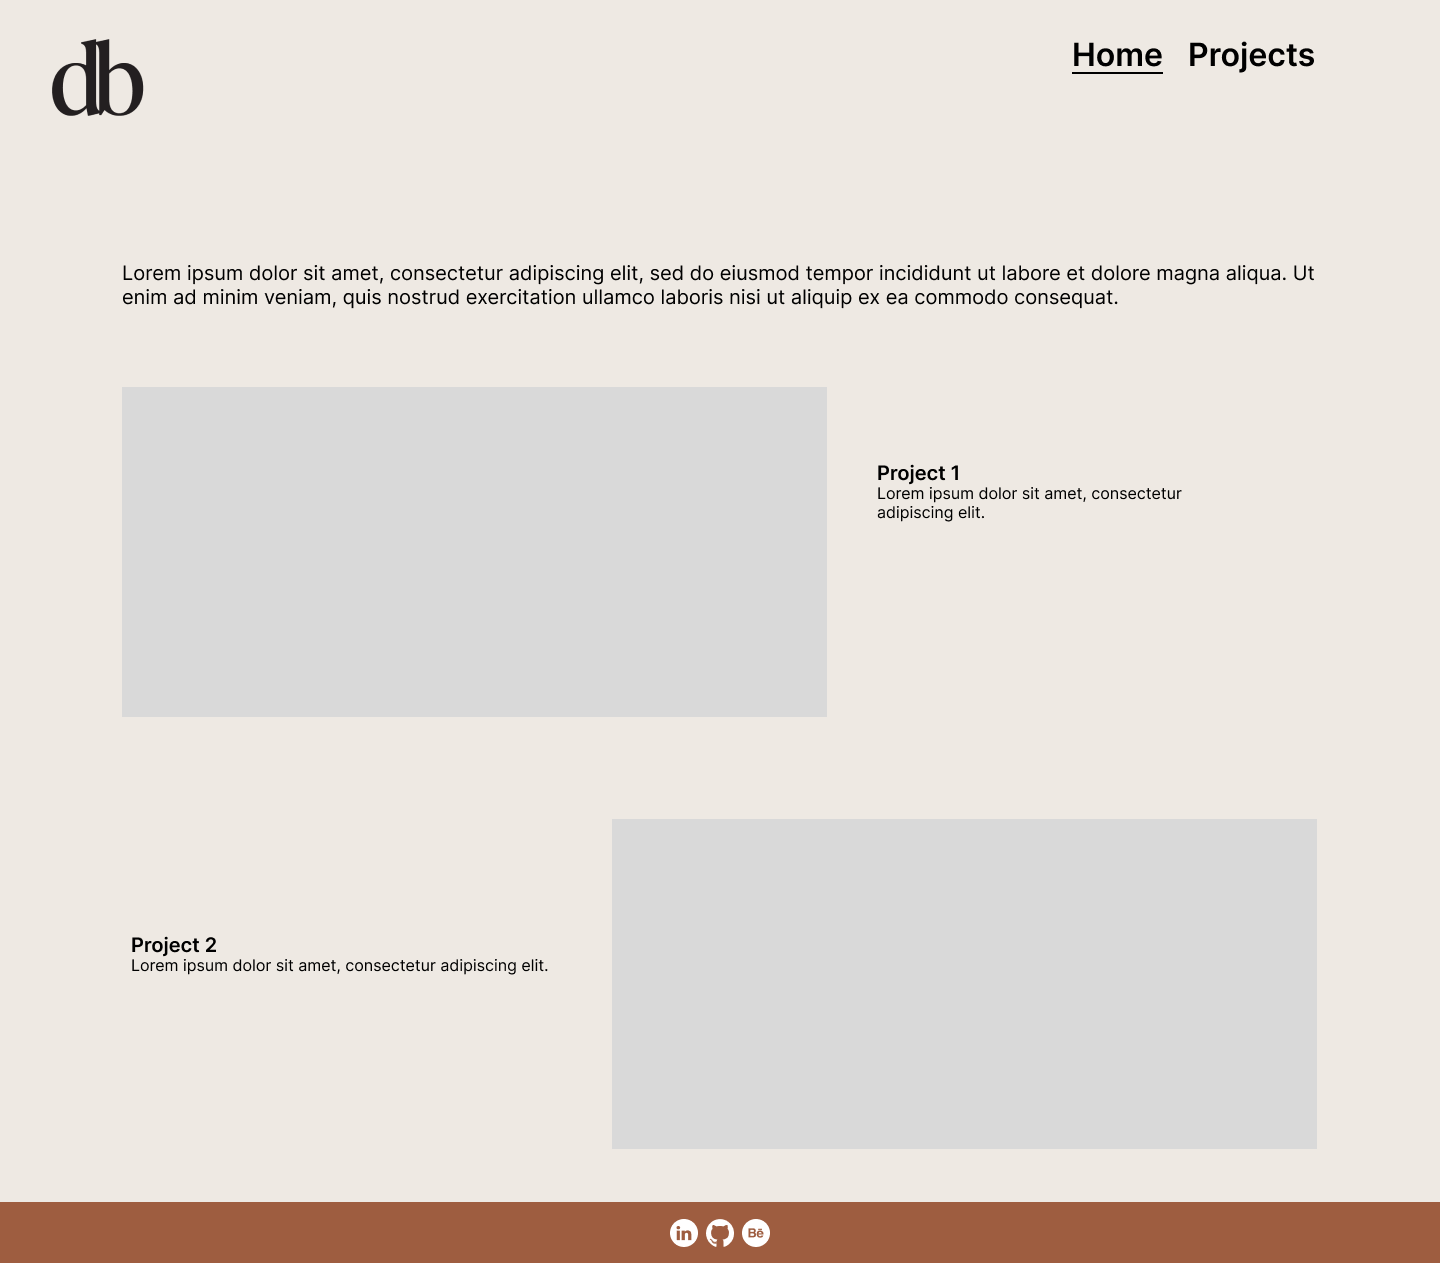 db
Home Projects
Lorem ipsum dolor sit amet, consectetur adipiscing elit, sed do eiusmod tempor incididunt ut labore et dolore magna aliqua. Ut
enim ad minim veniam, quis nostrud exercitation ullamco laboris nisi ut aliquip ex ea commodo consequat.
Project 1
Lorem ipsum dolor sit amet, consectetur
adipiscing elit.
Project 2
Lorem ipsum dolor sit amet, consectetur adipiscing elit.
in Bē